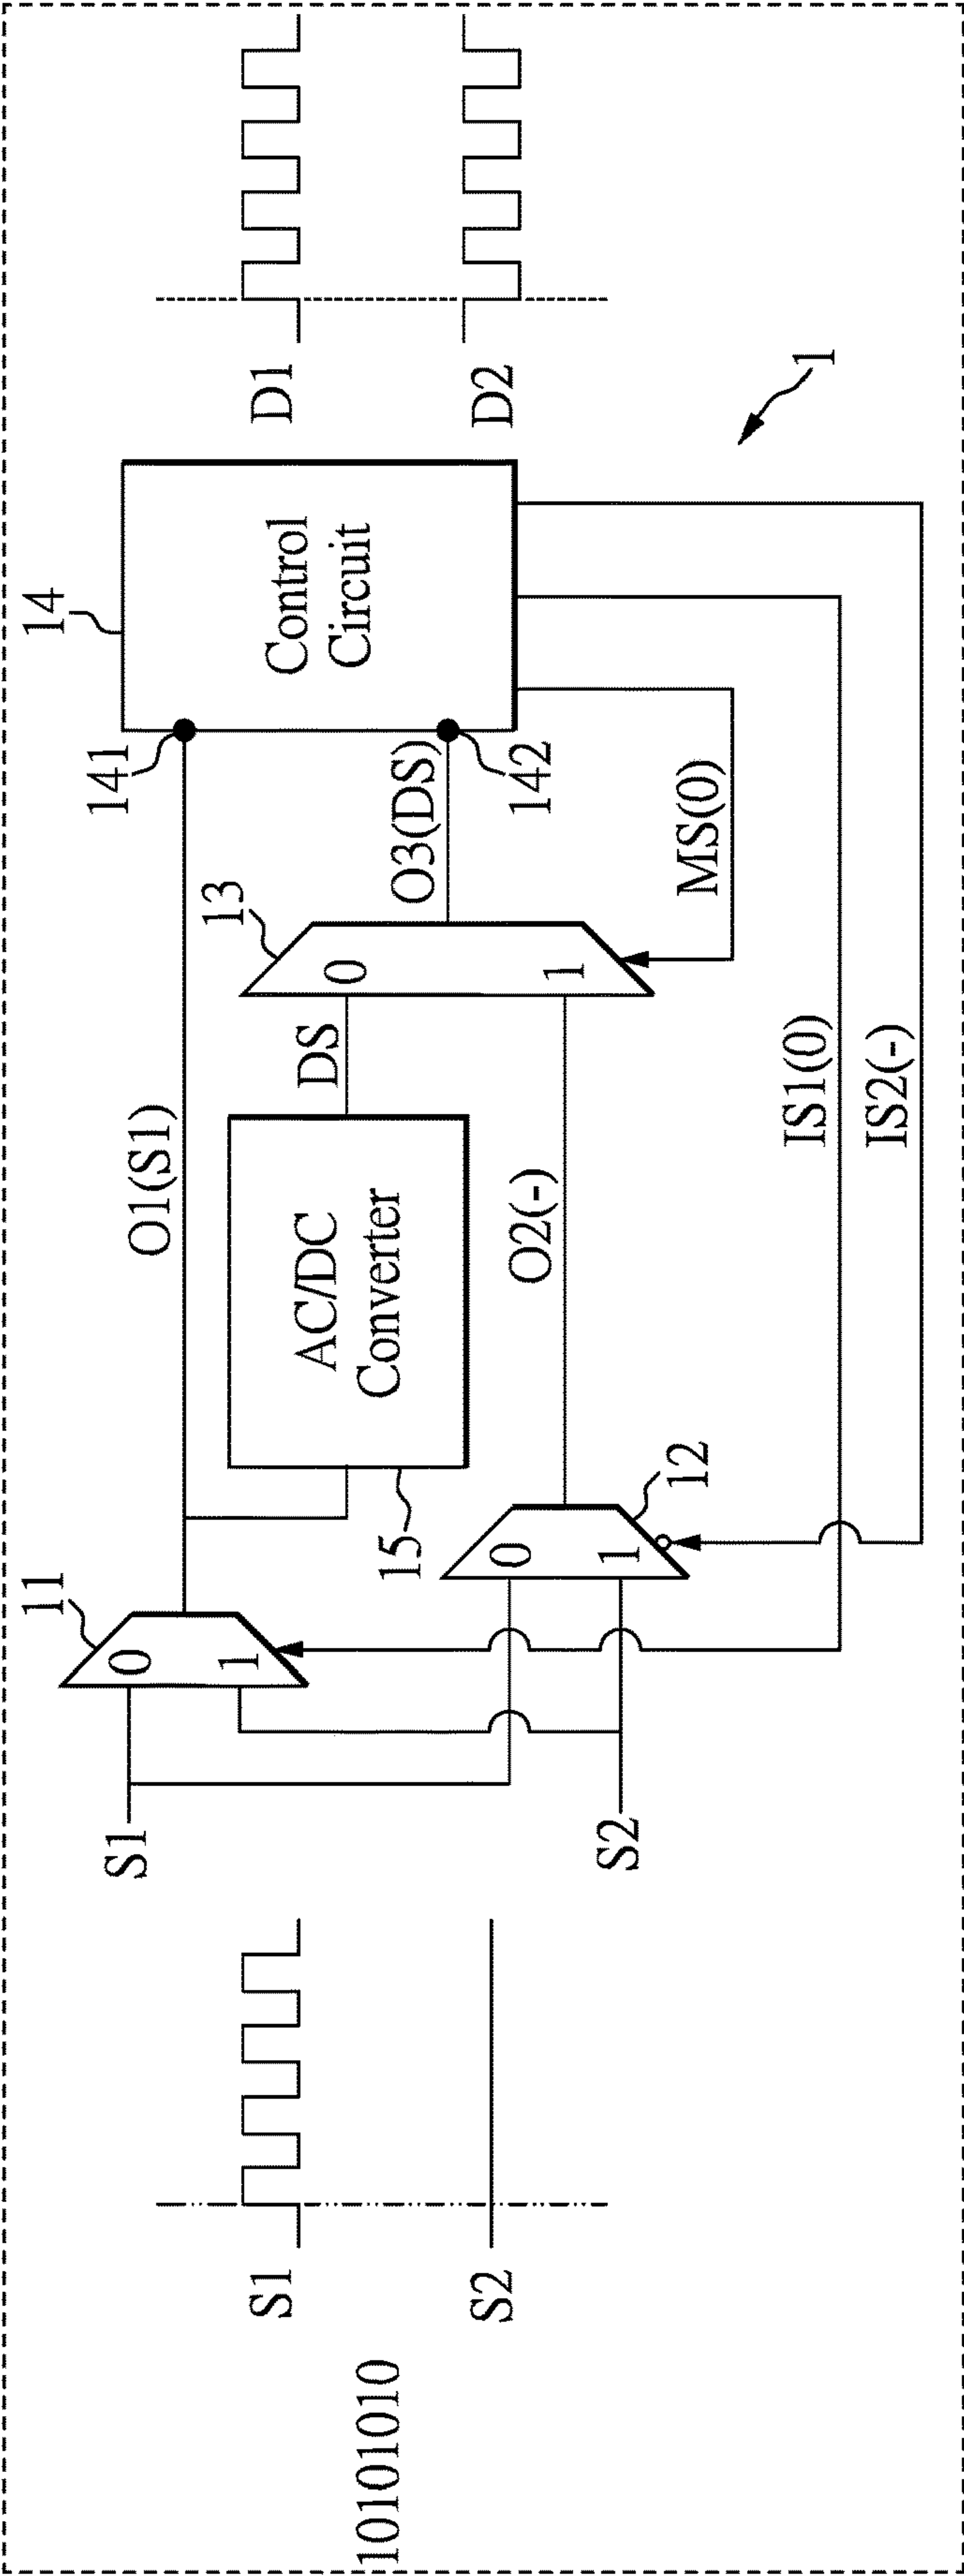 10101010
S1
S2
S1
S2
11
0
1
12
0
1
15
AC/DC
Converter
O1(S1)
DS
O2(-)
13
0
1
O3(DS)
MS(0)
IS1(0)
IS2(-)
141
142
14
Control
Circuit
D1
D2
1